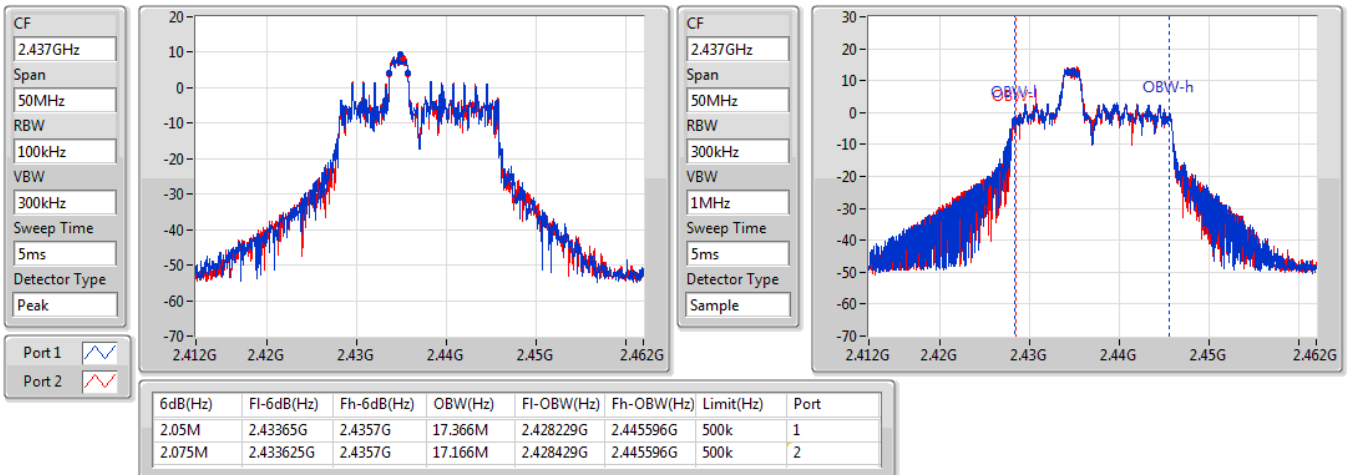 CF
2.437GHz
Span
50MHz
RBW
100kHz
VBW
300kHz
Sweep Time
5ms
Detector Type
Peak
Port 1
Port 2
20
10
0
-10
-20
-30
-40
-50
-60
-70
2.412G 2.42G 2.43G 2.44G 2.45G 2.462G
CF
2.437GHz
Span
50MHz
RBW
300kHz
VBW
1MHz
Sweep Time
5ms
Detector Type
Sample
30
20
10
0
-10
-20
-30
-40
-50
-60
-70
OBW-l
OBW-l
OBW-h
2.412G 2.42G 2.43G 2.44G 2.45G 2.462G
6dB(Hz) Fl-6dB(Hz) Fh-6dB(Hz) OBW(Hz) Fl-OBW(Hz) Fh-OBW(Hz) Limit(Hz) Port
2.05M 2.43365G 2.4357G 17.366M 2.428229G 2.445596G 500k 1
2.075M 2.433625G 2.4357G 17.166M 2.428429G 2.445596G 500k 2